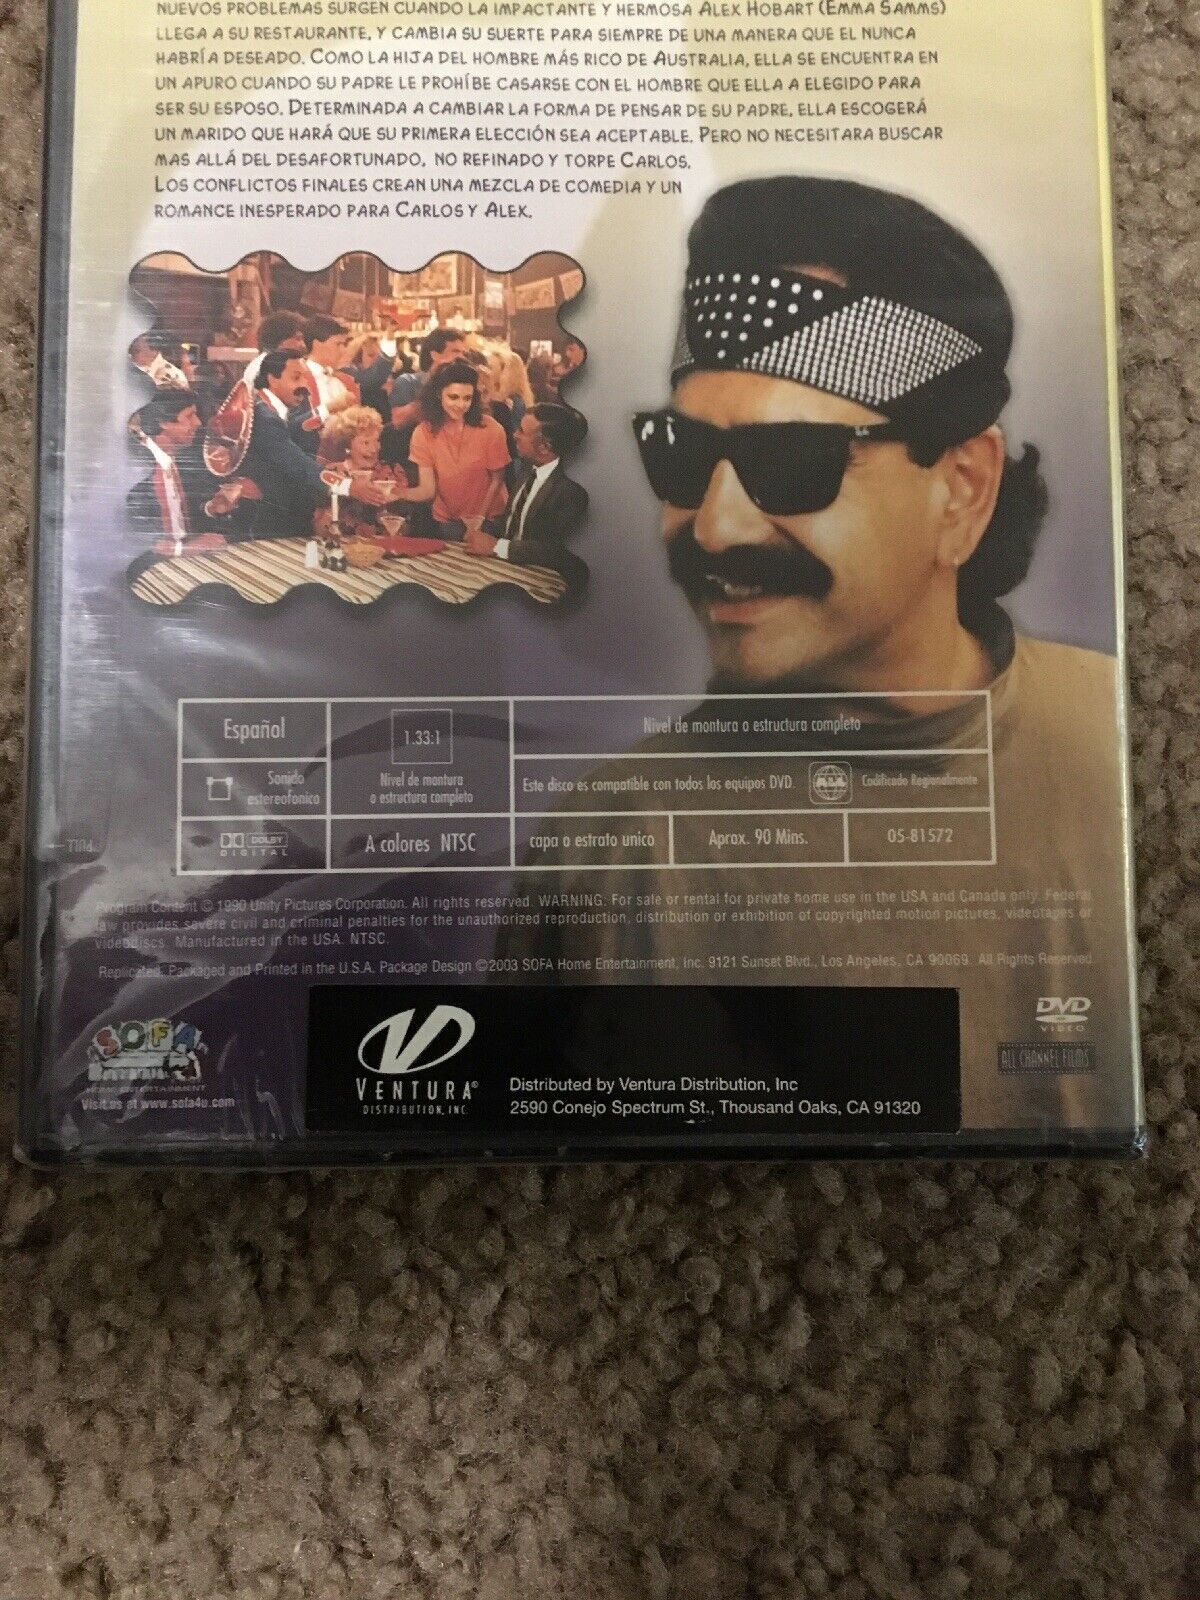 NUEVOS PROBLEMAS SURGEN CUANDO LA IMPACTANTE Y HERMOSA ALEX HOBART (EMMA SAMMS)
LLEGA A SU RESTAURANTE, Y CAMBIA SU SUERTE PARA SIEMPRE DE UNA MANERA QUE EL NUNCA
HABRÍA DESEADO. COMO LA HIJA DEL HOMBRE MÁS RICO DE AUSTRALIA, ELLA SE ENCUENTRA EN
UN APURO CUANDO SU PADRE LE PROHÍBE CASARSE CON EL HOMBRE QUE ELLA A ELEGIDO PARA
SER SU ESPOSO. DETERMINADA A CAMBIAR LA FORMA DE PENSAR DE SU PADRE, ELLA ESCOGERÁ
UN MARIDO QUE HARÁ QUE SU PRIMERA ELECCIÓN SEA ACEPTABLE. PERO NO NECESITARA BUSCAR
MAS ALLÁ DEL DESAFORTUNADO, NO REFINADO Y TORPE CARLOS.
LOS CONFLICTOS FINALES CREAN UNA MEZCLA DE COMEDIA Y UN
ROMANCE INESPERADO PARA CARLOS Y ALEX.
Español
1.33:1
Nivel de montura o estructura completo
Sonido
estereofonico
Nivel de montura
o estructura completo
Este disco es compatible con todos los equipos DVD.
Codificado Regionalmente
DOLBY
DIGITAL
A colores NTSC
capa o estrato unico
Aprox. 90 Mins.
05-81572
PULL
Program Content © 1990 Unity Pictures Corporation. All rights reserved. WARNING: For sale or rental for private home use in the USA and Canada only. Federal
law provides severe civil and criminal penalties for the unauthorized reproduction, distribution or exhibition of copyrighted motion pictures, videotapes or
videodiscs. Manufactured in the USA. NTSC.
Replicated, Packaged and Printed in the U.S.A. Package Design ©2003 SOFA Home Entertainment, Inc. 9121 Sunset Blvd., Los Angeles, CA 90069. All Rights Reserved.
SOFA
HOME ENTERTAINMENT
Visit us at www.sofa4u.com
VENTURA®
DISTRIBUTION, INC.
Distributed by Ventura Distribution, Inc
2590 Conejo Spectrum St., Thousand Oaks, CA 91320
DVD
VIDEO
ALL CHANNEL FILMS